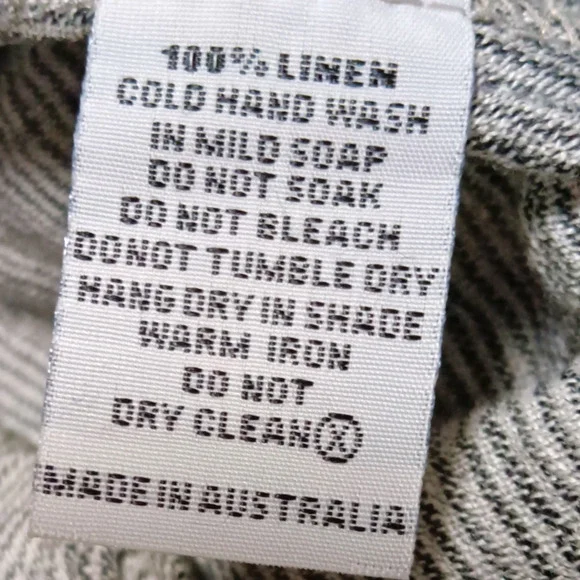 100% LINEN
COLD HAND WASH
IN MILD SOAP
DO NOT SOAK
DO NOT BLEACH
DO NOT TUMBLE DRY
HANG DRY IN SHADE
WARM IRON
DO NOT
DRY CLEAN Ⓧ
MADE IN AUSTRALIA